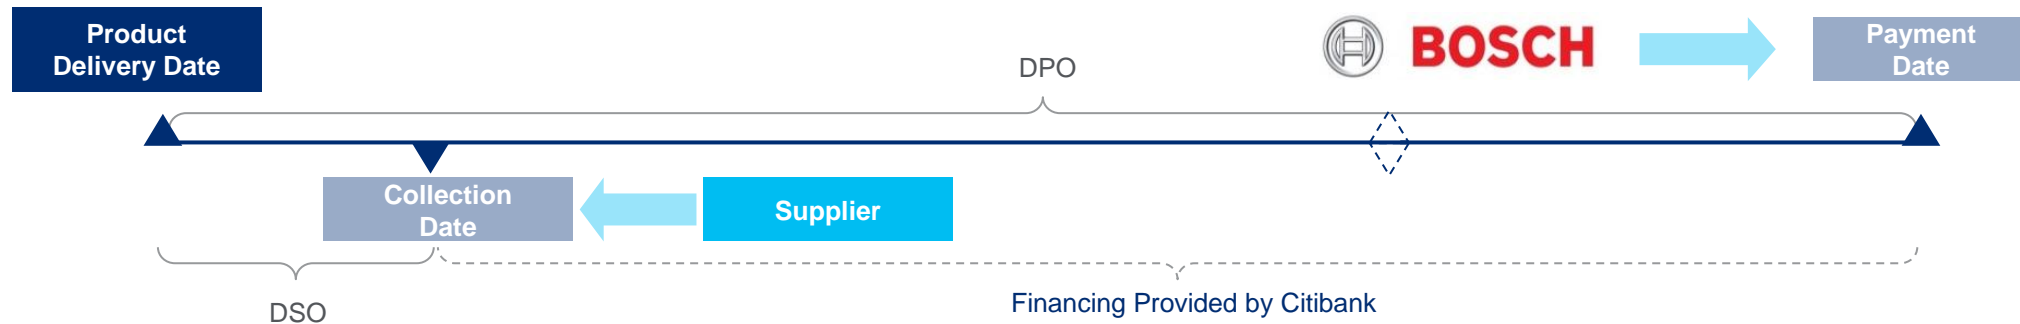 Product
Delivery Date
DPO
BOSCH
Payment
Date
Collection
Date
Supplier
DSO
Financing Provided by Citibank